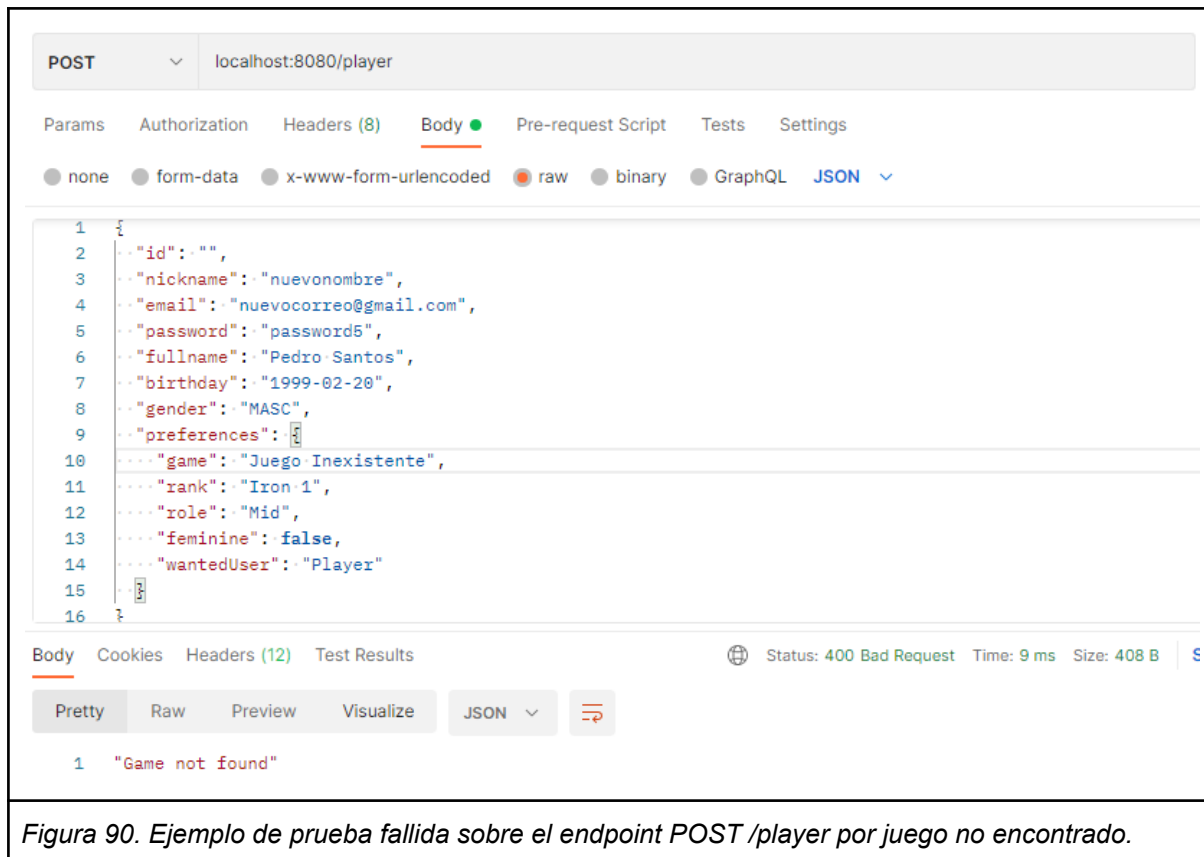 POST localhost:8080/player
Params Authorization Headers (8) Body Pre-request Script Tests Settings
none form-data x-www-form-urlencoded raw binary GraphQL JSON
1 {
2 "id": "",
3 "nickname": "nuevonombre",
4 "email": "nuevocorreo@gmail.com",
5 "password": "password5",
6 "fullname": "Pedro Santos",
7 "birthday": "1999-02-20",
8 "gender": "MASC",
9 "preferences": {
10 "game": "Juego Inexistente",
11 "rank": "Iron 1",
12 "role": "Mid",
13 "feminine": false,
14 "wantedUser": "Player"
15 }
16 }
Body Cookies Headers (12) Test Results Status: 400 Bad Request Time: 9 ms Size: 408 B
Pretty Raw Preview Visualize JSON
1 "Game not found"
Figura 90. Ejemplo de prueba fallida sobre el endpoint POST /player por juego no encontrado.